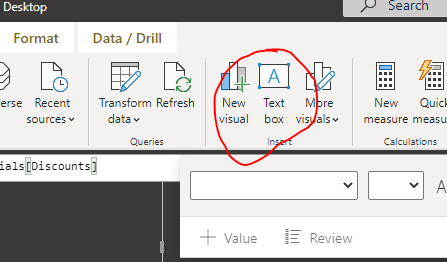 Desktop
Search
Format
Data / Drill
Recent
sources
Transform
data
Refresh
New
visual
Text
box
More
visuals
New
measure
Quick
measure
Queries
Insert
Calculations
ials[Discounts]
A
+ Value
Review